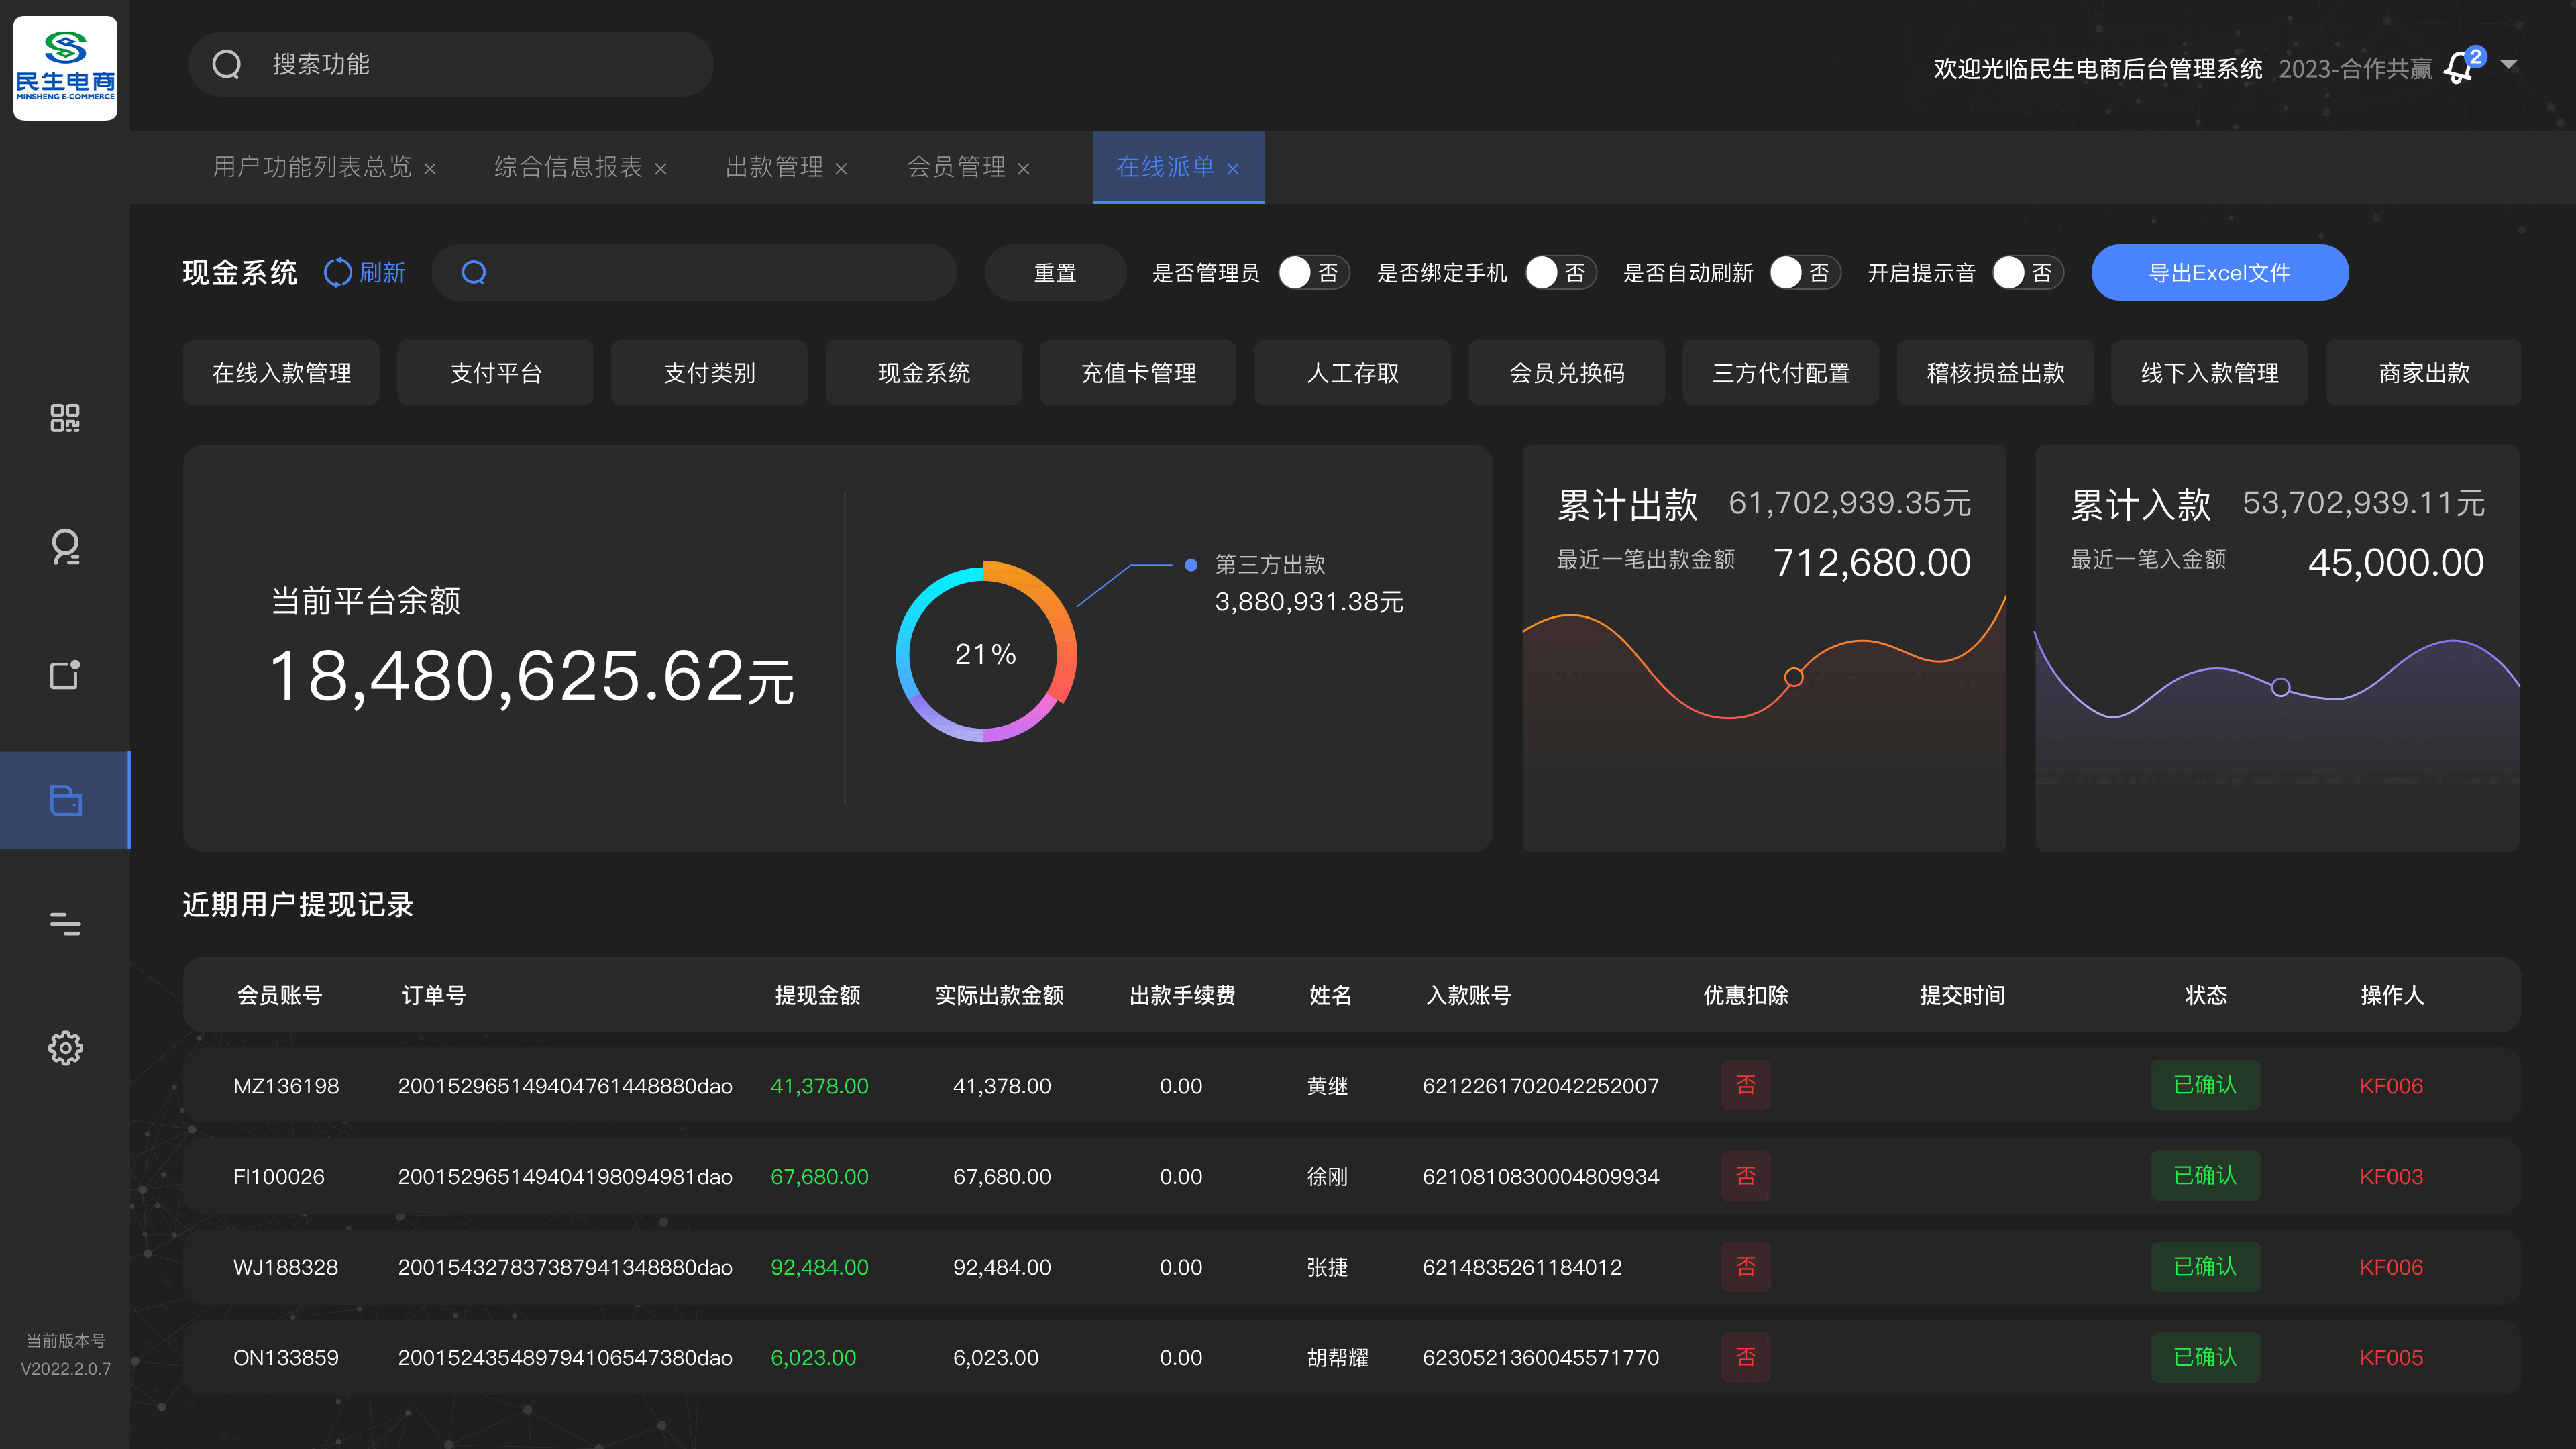 民生电商
MINSHENG E-COMMERCE
搜索功能
欢迎光临民生电商后台管理系统 2023-合作共赢 2
用户功能列表总览 × 综合信息报表 × 出款管理 × 会员管理 × 在线派单 ×
现金系统 刷新 重置 是否管理员 否 是否绑定手机 否 是否自动刷新 否 开启提示音 否 导出Excel文件
在线入款管理 支付平台 支付类别 现金系统 充值卡管理 人工存取 会员兑换码 三方代付配置 稽核损益出款 线下入款管理 商家出款
当前平台余额
18,480,625.62元
21%
第三方出款
3,880,931.38元
累计出款 61,702,939.35元
最近一笔出款金额 712,680.00
累计入款 53,702,939.11元
最近一笔入金额 45,000.00
近期用户提现记录
会员账号 订单号 提现金额 实际出款金额 出款手续费 姓名 入款账号 优惠扣除 提交时间 状态 操作人
MZ136198 200152965149404761448880dao 41,378.00 41,378.00 0.00 黄继 6212261702042252007 否 已确认 KF006
FI100026 200152965149404198094981dao 67,680.00 67,680.00 0.00 徐刚 6210810830004809934 否 已确认 KF003
WJ188328 200154327837387941348880dao 92,484.00 92,484.00 0.00 张捷 6214835261184012 否 已确认 KF006
ON133859 200152435489794106547380dao 6,023.00 6,023.00 0.00 胡帮耀 6230521360045571770 否 已确认 KF005
当前版本号
V2022.2.0.7